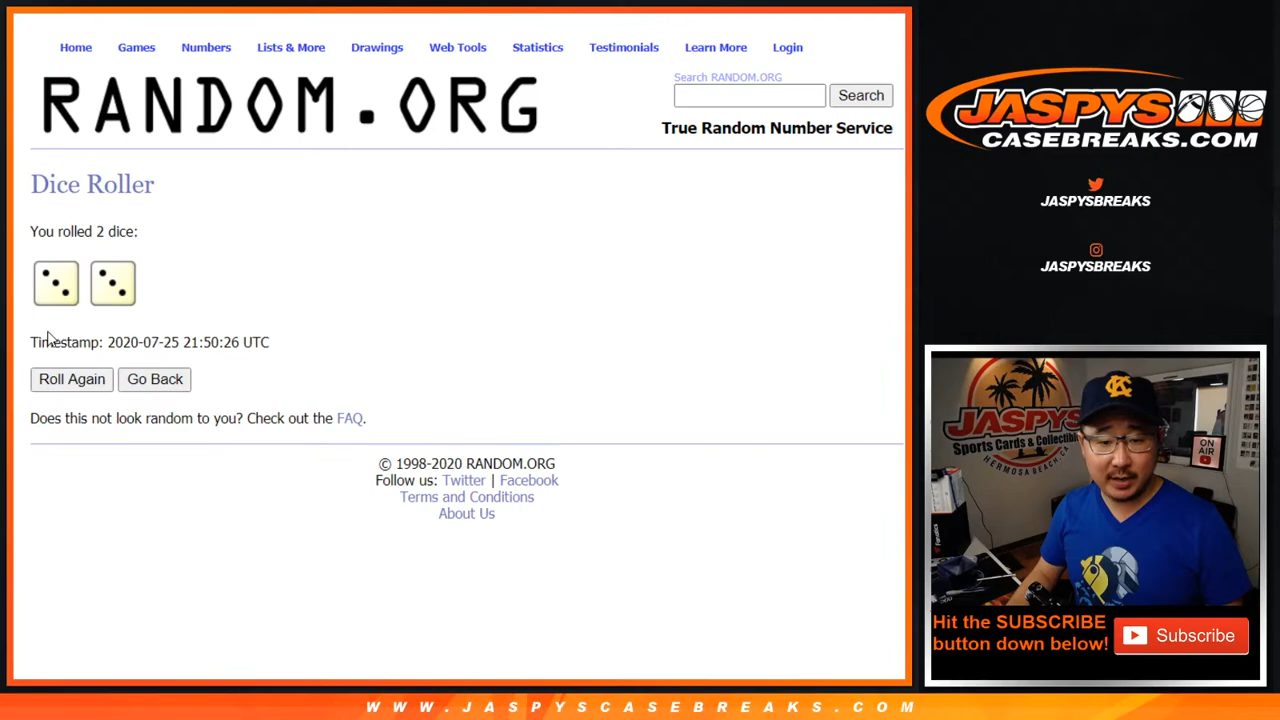 Home Games Numbers Lists & More Drawings Web Tools Statistics Testimonials Learn More Login
RANDOM.ORG
Search RANDOM.ORG
Search
True Random Number Service
Dice Roller
You rolled 2 dice:
Timestamp: 2020-07-25 21:50:26 UTC
Roll Again Go Back
Does this not look random to you? Check out the FAQ.
© 1998-2020 RANDOM.ORG
Follow us: Twitter | Facebook
Terms and Conditions
About Us
JASPYS
CASEBREAKS.COM
JASPYSBREAKS
JASPYSBREAKS
JASPYS
Sports Cards & Collectibles
HERMOSA BEACH, CA
ON
AIR
KC
Fanatics
Hit the SUBSCRIBE
button down below!
Subscribe
WWW.JASPYSCASEBREAKS.COM